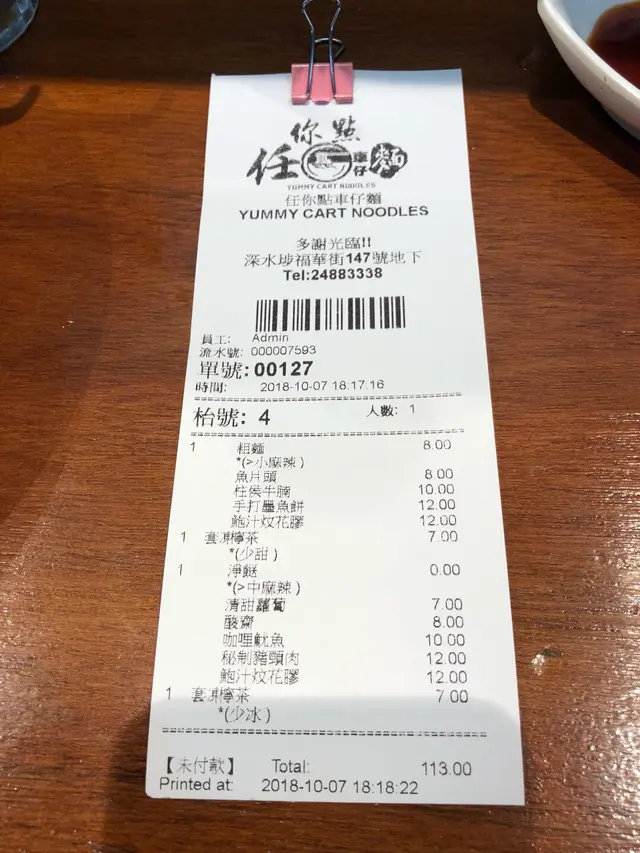 你點
任 車仔麵
YUMMY CART NOODLES
任你點車仔麵
YUMMY CART NOODLES
多謝光臨!!
深水埗福華街147號地下
Tel:24883338
員工: Admin
流水號: 000007593
單號: 00127
時間: 2018-10-07 18:17.16
枱號: 4 人數: 1
1 粗麵 8.00
*(>小麻辣)
魚片頭 8.00
柱侯牛腩 10.00
手打墨魚餅 12.00
鮑汁炆花膠 12.00
1 套凍檸茶 7.00
*(少甜)
1 淨餸 0.00
*(>中麻辣)
清甜蘿蔔 7.00
酸齋 8.00
咖哩魷魚 10.00
秘制豬頸肉 12.00
鮑汁炆花膠 12.00
1 套凍檸茶 7.00
*(少冰)
【未付款】 Total: 113.00
Printed at: 2018-10-07 18:18:22